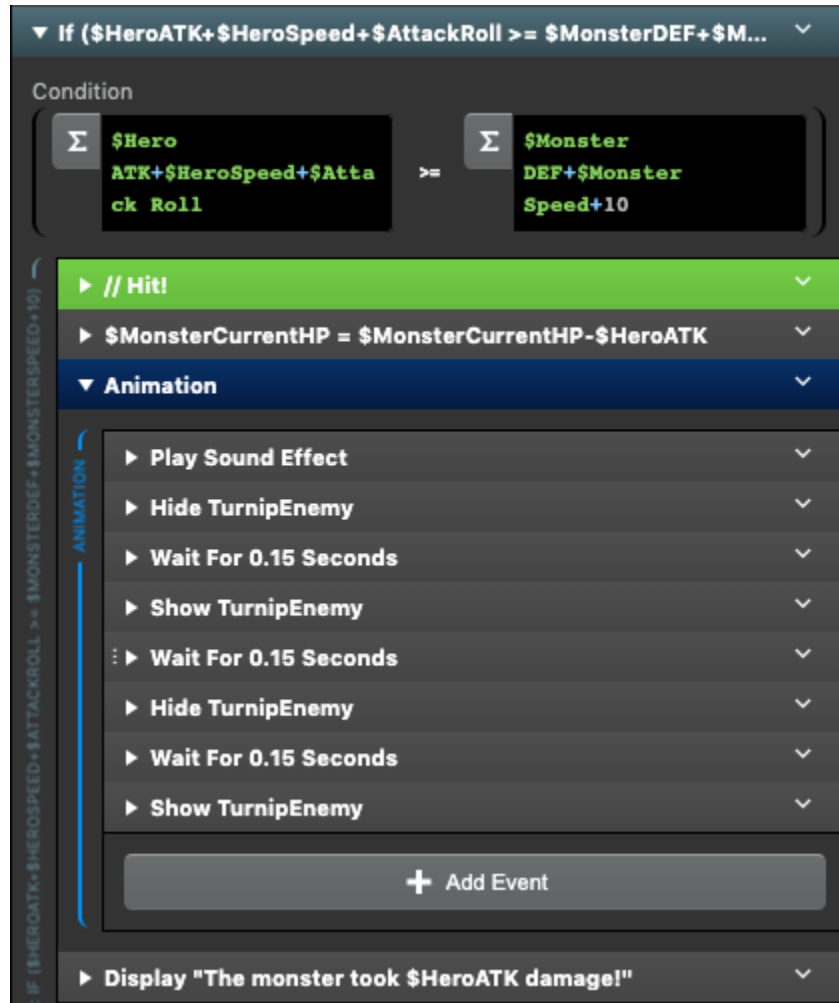 ▼ If ($HeroATK+$HeroSpeed+$AttackRoll >= $MonsterDEF+$M...
Condition
Σ $Hero
ATK+$HeroSpeed+$Atta
ck Roll
>=
Σ $Monster
DEF+$Monster
Speed+10
▶ // Hit!
▶ $MonsterCurrentHP = $MonsterCurrentHP-$HeroATK
▼ Animation
▶ Play Sound Effect
▶ Hide TurnipEnemy
▶ Wait For 0.15 Seconds
▶ Show TurnipEnemy
▶ Wait For 0.15 Seconds
▶ Hide TurnipEnemy
▶ Wait For 0.15 Seconds
▶ Show TurnipEnemy
+ Add Event
ANIMATION
▶ Display "The monster took $HeroATK damage!"
IF ($HEROATK+$HEROSPEED+$ATTACKROLL >= $MONSTERDEF+$MONSTERSPEED+10)